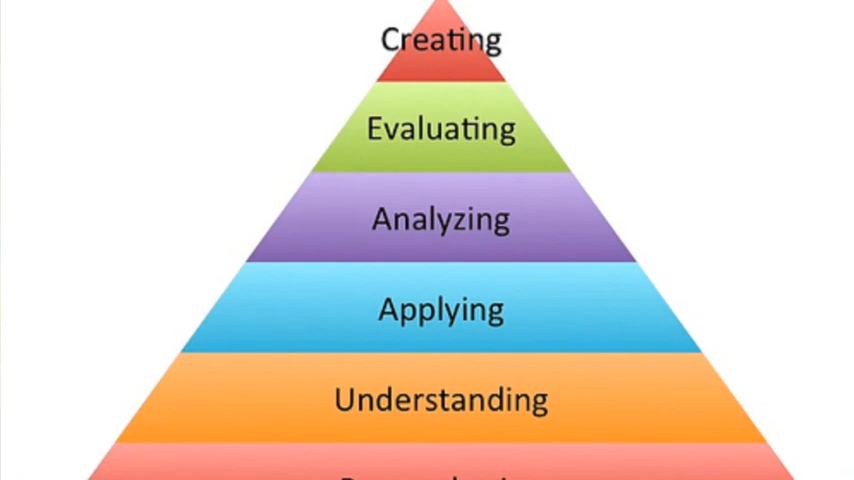 Creating
Evaluating
Analyzing
Applying
Understanding